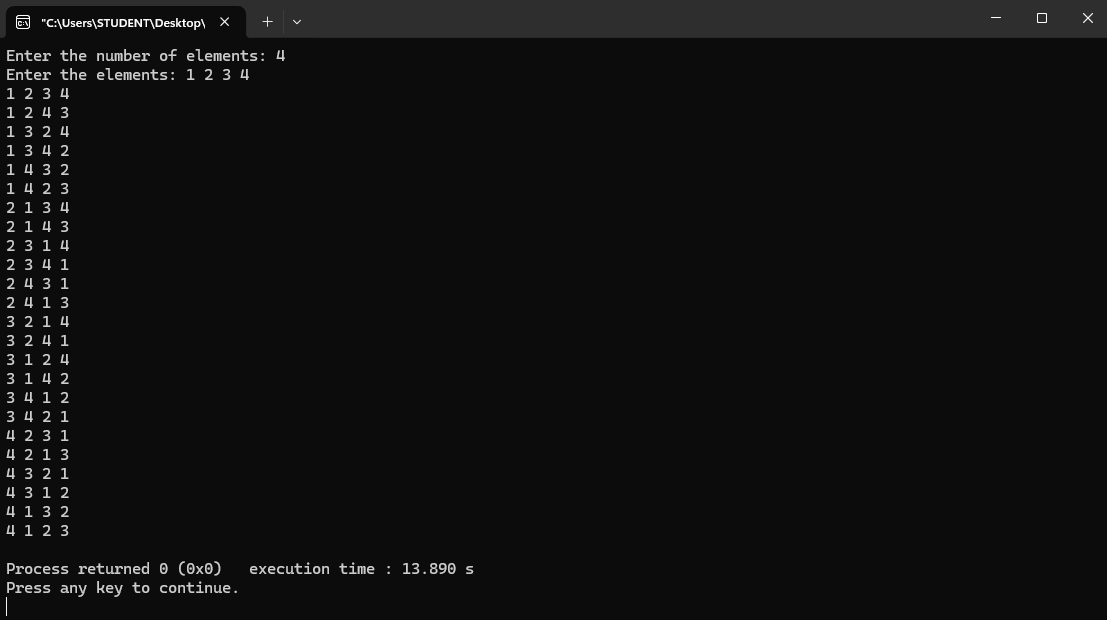 "C:\Users\STUDENT\Desktop\
Enter the number of elements: 4
Enter the elements: 1 2 3 4
1 2 3 4
1 2 4 3
1 3 2 4
1 3 4 2
1 4 3 2
1 4 2 3
2 1 3 4
2 1 4 3
2 3 1 4
2 3 4 1
2 4 3 1
2 4 1 3
3 2 1 4
3 2 4 1
3 1 2 4
3 1 4 2
3 4 1 2
3 4 2 1
4 2 3 1
4 2 1 3
4 3 2 1
4 3 1 2
4 1 3 2
4 1 2 3
Process returned 0 (0x0)   execution time : 13.890 s
Press any key to continue.